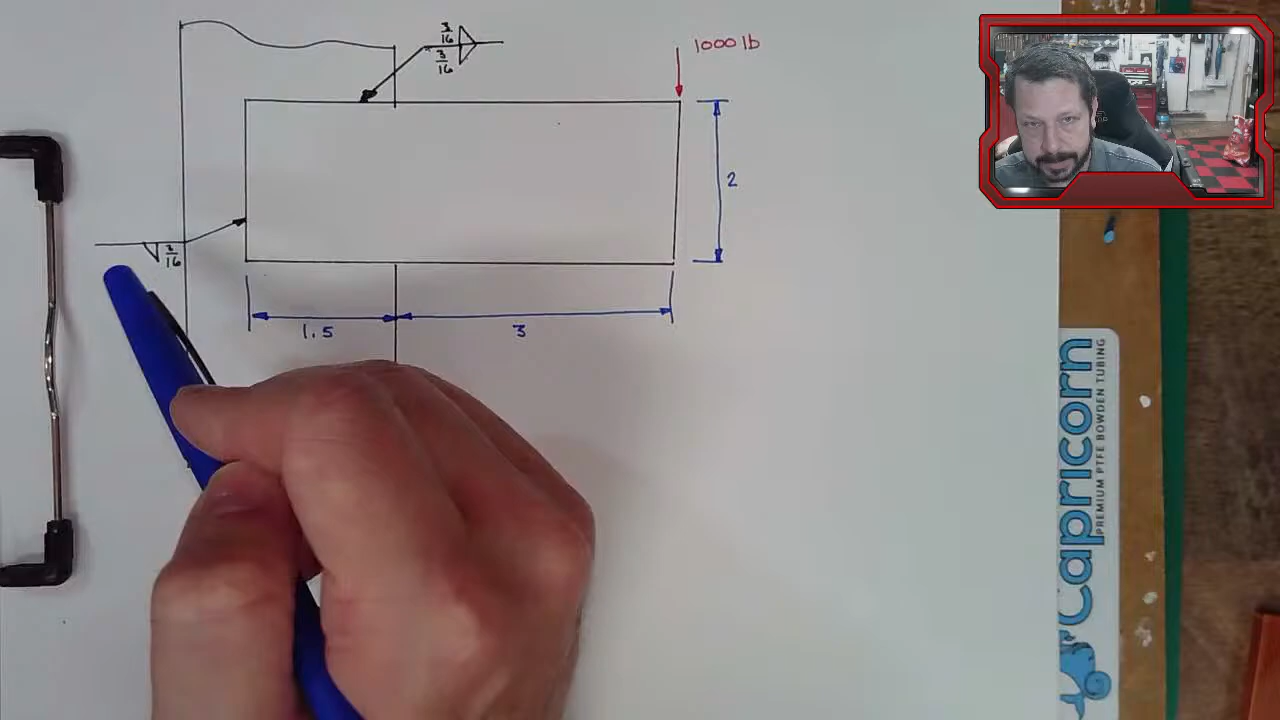 3/16
3/16
1000 lb
2
3/16
1.5
3
Capricorn
PREMIUM PTFE BOWDEN TUBING